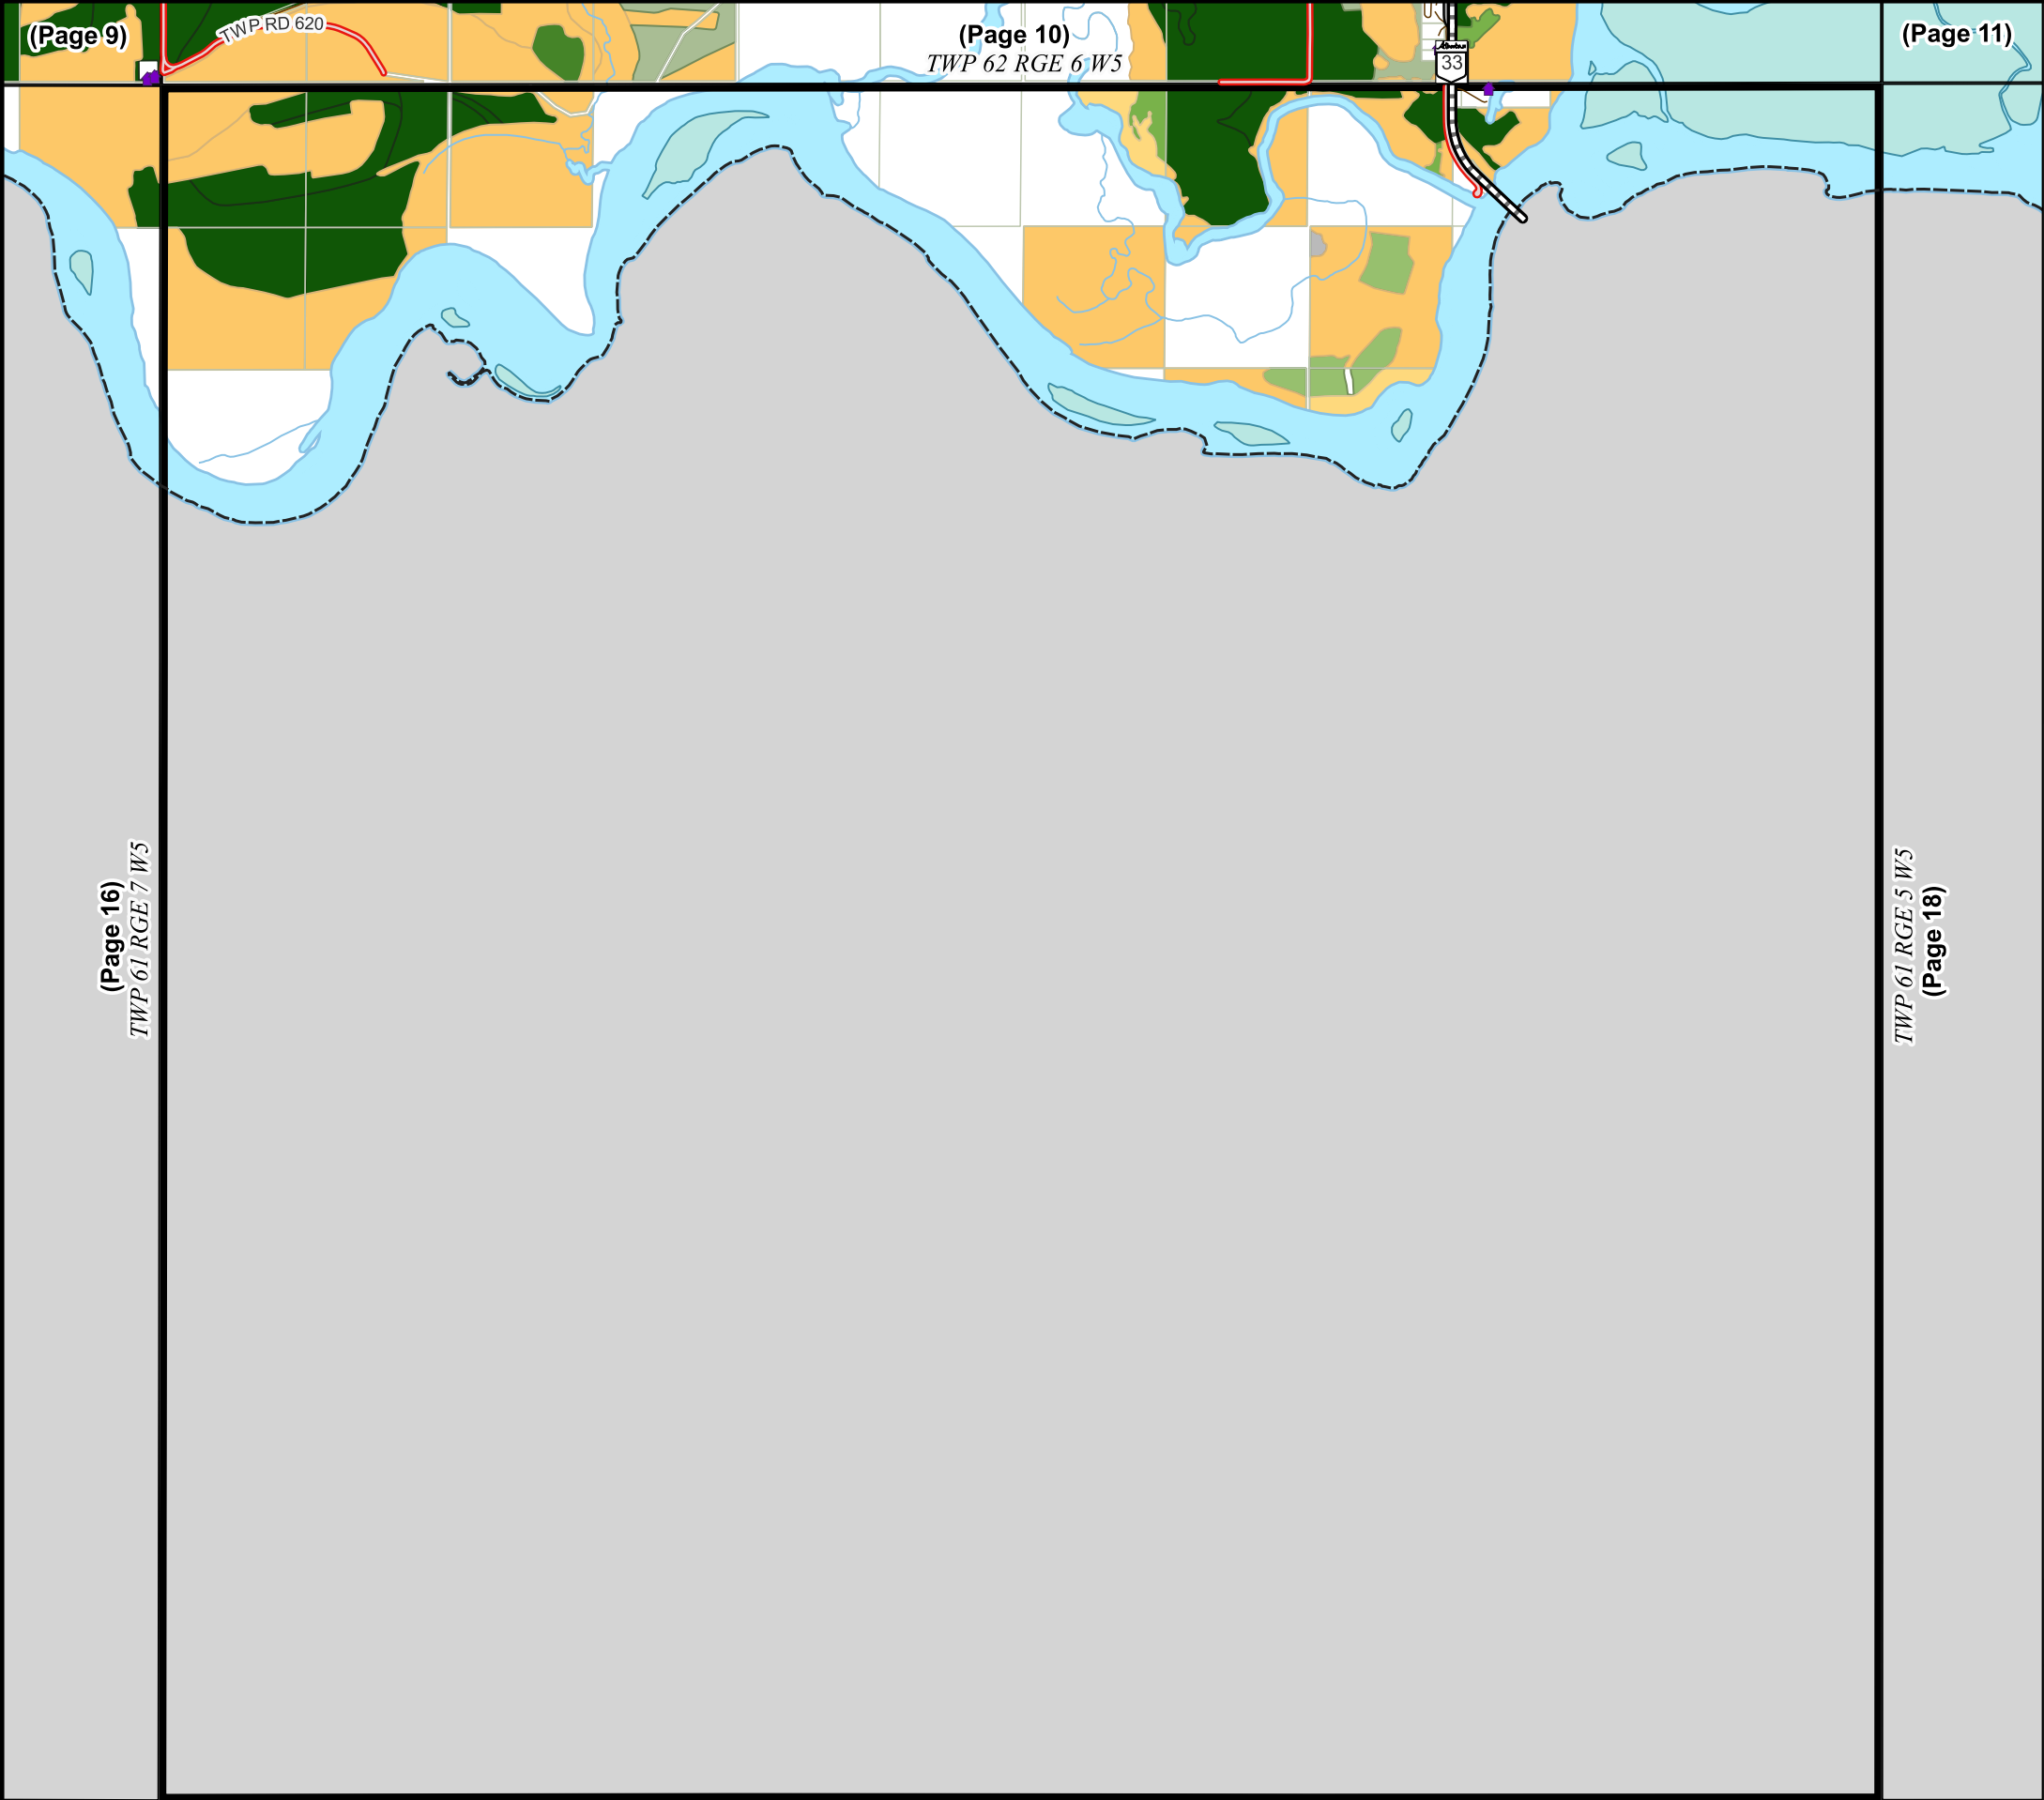 (Page 9)
TWP RD 620
(Page 10)
TWP 62 RGE 6 W5
Alberta
33
(Page 11)
(Page 16)
TWP 61 RGE 7 W5
TWP 61 RGE 5 W5
(Page 18)